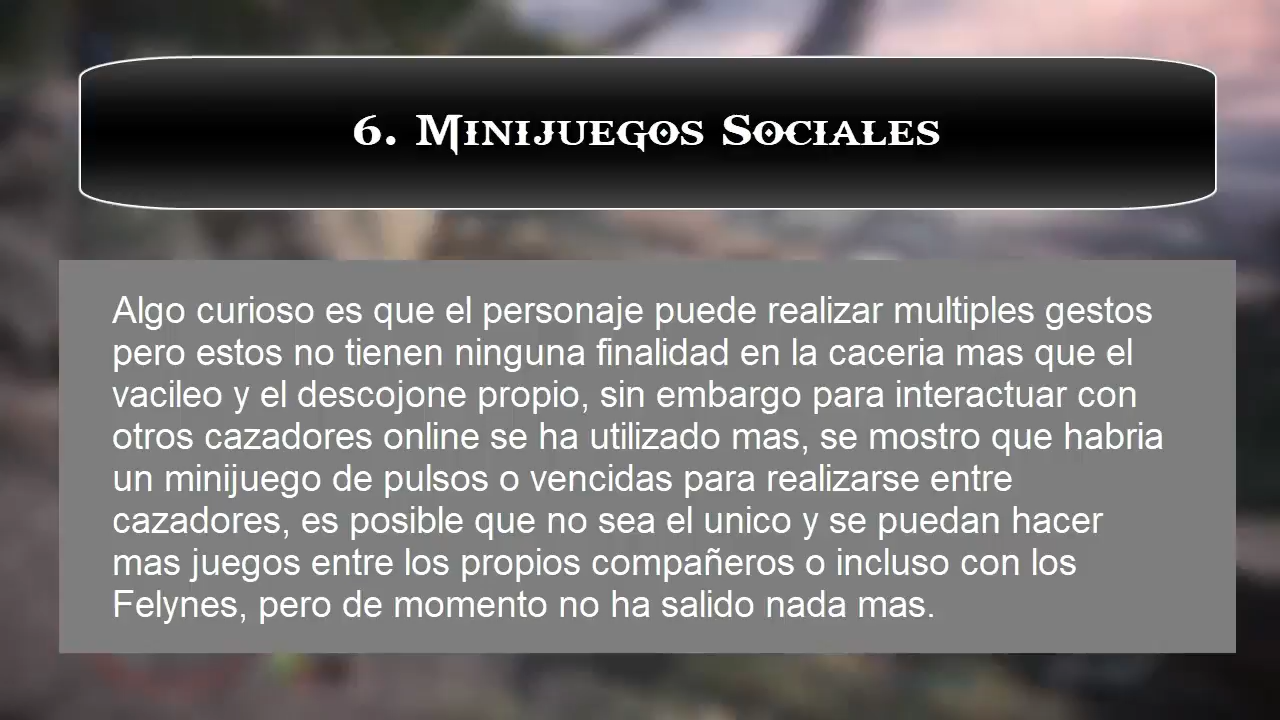 6. Minijuegos Sociales
Algo curioso es que el personaje puede realizar multiples gestos
pero estos no tienen ninguna finalidad en la caceria mas que el
vacileo y el descojone propio, sin embargo para interactuar con
otros cazadores online se ha utilizado mas, se mostro que habria
un minijuego de pulsos o vencidas para realizarse entre
cazadores, es posible que no sea el unico y se puedan hacer
mas juegos entre los propios compañeros o incluso con los
Felynes, pero de momento no ha salido nada mas.